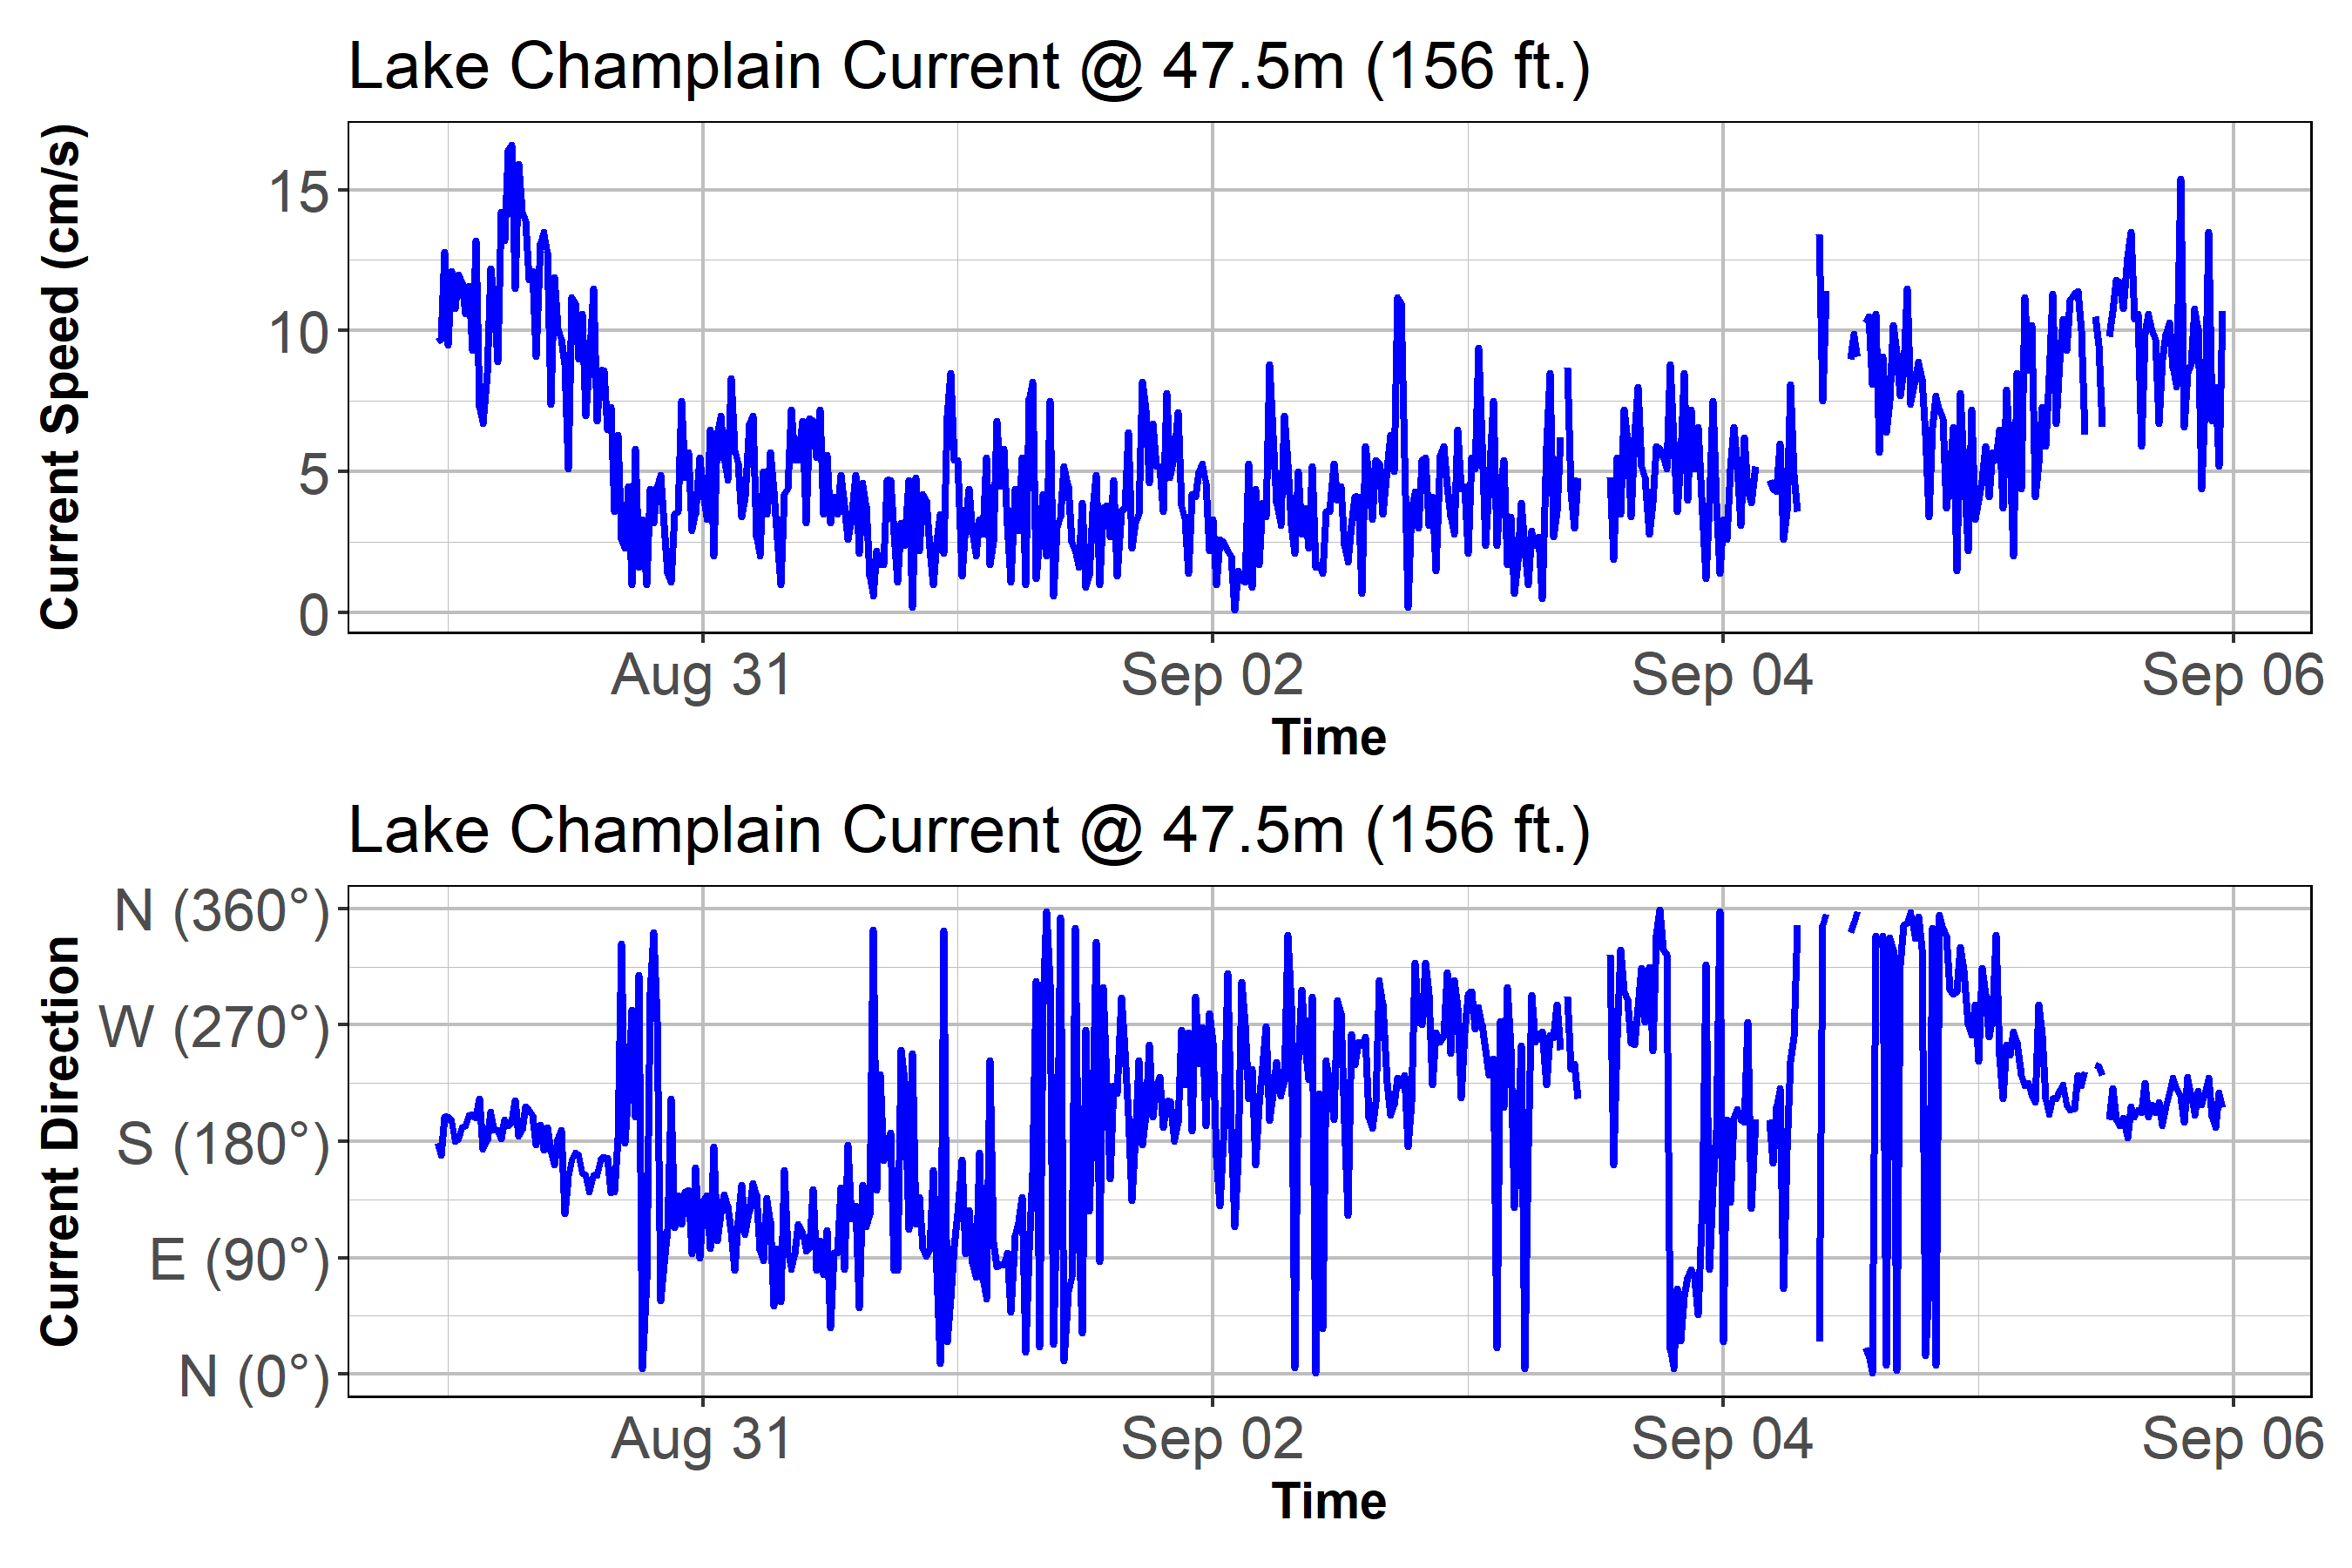 Lake Champlain Current @ 47.5m (156 ft.)
Current Speed (cm/s)
15
10
5
0
Aug 31 Sep 02 Sep 04 Sep 06
Time
Lake Champlain Current @ 47.5m (156 ft.)
Current Direction
N (360°)
W (270°)
S (180°)
E (90°)
N (0°)
Aug 31 Sep 02 Sep 04 Sep 06
Time